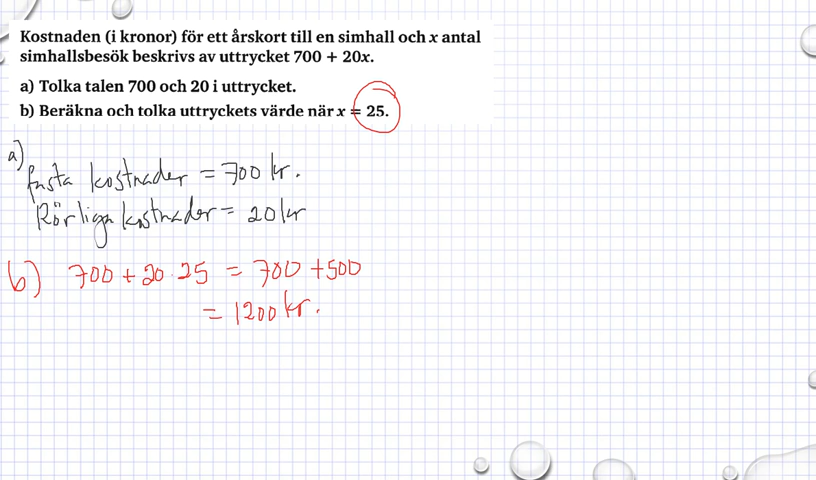 Kostnaden (i kronor) för ett årskort till en simhall och x antal
simhallsbesök beskrivs av uttrycket 700 + 20x.
a) Tolka talen 700 och 20 i uttrycket.
b) Beräkna och tolka uttryckets värde när x = 25.
a)
fasta kostnader = 700 kr.
Rörliga kostnader = 20 kr
b) 700 + 20 · 25 = 700 + 500
= 1200 kr.